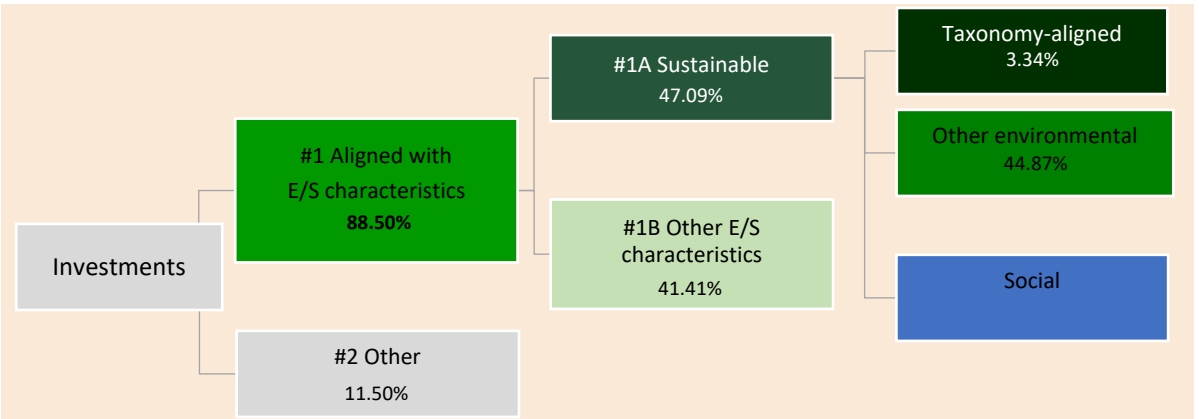 Investments
#1 Aligned with
E/S characteristics
88.50%
#2 Other
11.50%
#1A Sustainable
47.09%
#1B Other E/S
characteristics
41.41%
Taxonomy-aligned
3.34%
Other environmental
44.87%
Social